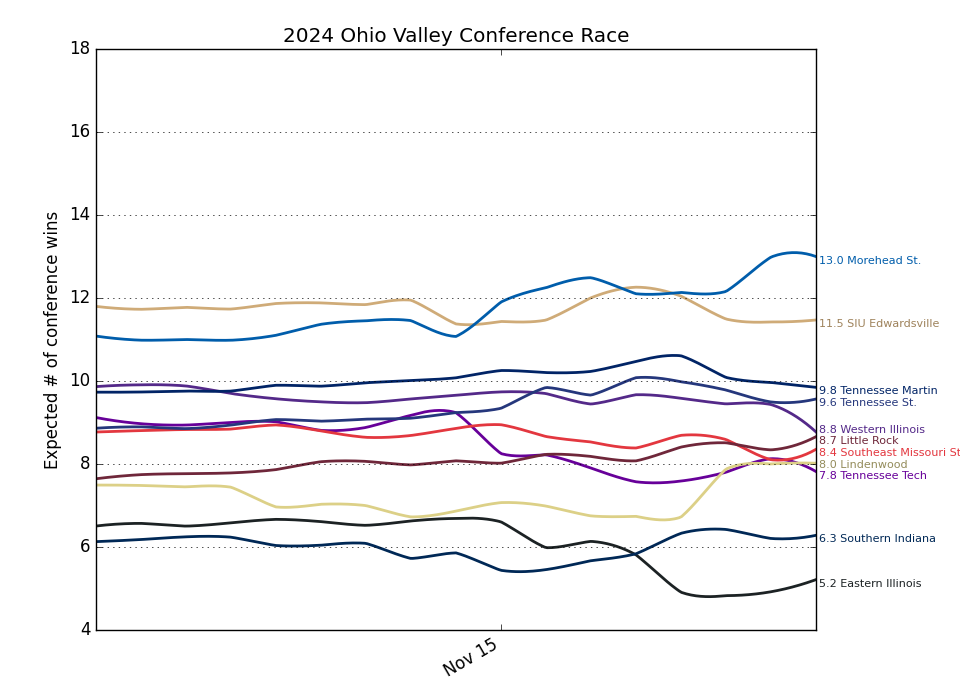 2024 Ohio Valley Conference Race
Expected # of conference wins
18
16
14
12
10
8
6
4
Nov 15
13.0 Morehead St.
11.5 SIU Edwardsville
9.8 Tennessee Martin
9.6 Tennessee St.
8.8 Western Illinois
8.7 Little Rock
8.4 Southeast Missouri St
8.0 Lindenwood
7.8 Tennessee Tech
6.3 Southern Indiana
5.2 Eastern Illinois